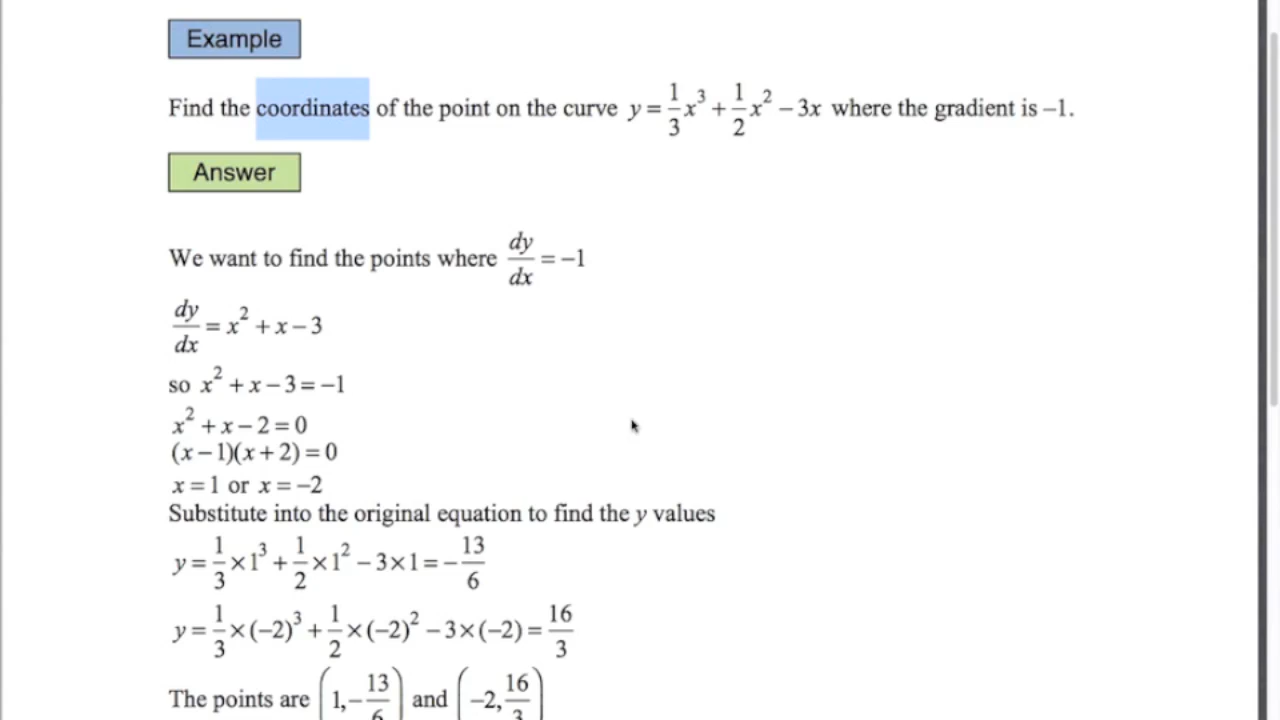 Example
Find the coordinates of the point on the curve y = 1/3 x³ + 1/2 x² − 3x where the gradient is −1.
Answer
We want to find the points where dy/dx = −1
dy/dx = x² + x − 3
so x² + x − 3 = −1
x² + x − 2 = 0
(x − 1)(x + 2) = 0
x = 1 or x = −2
Substitute into the original equation to find the y values
y = 1/3 × 1³ + 1/2 × 1² − 3 × 1 = − 13/6
y = 1/3 × (−2)³ + 1/2 × (−2)² − 3 × (−2) = 16/3
The points are (1, − 13/6) and (−2, 16/3)